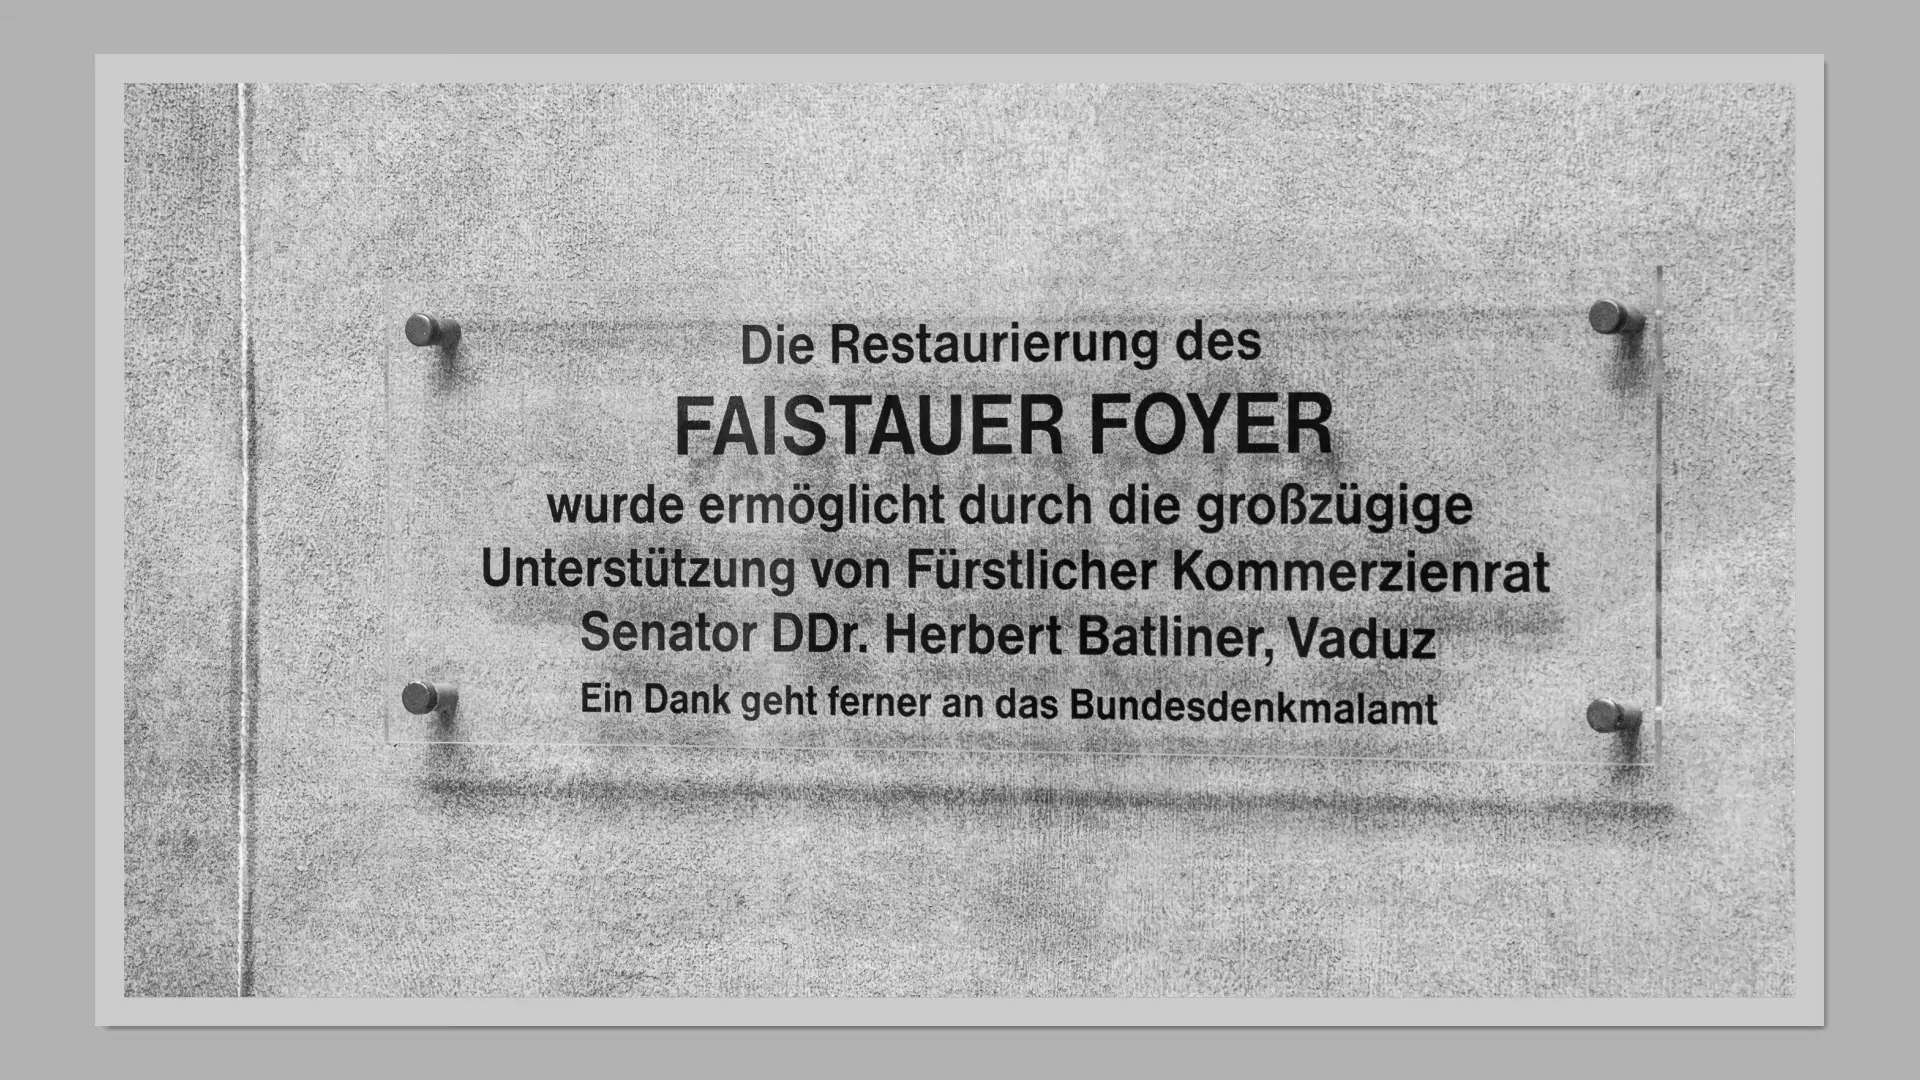 Die Restaurierung des
FAISTAUER FOYER
wurde ermöglicht durch die großzügige
Unterstützung von Fürstlicher Kommerzienrat
Senator DDr. Herbert Batliner, Vaduz
Ein Dank geht ferner an das Bundesdenkmalamt